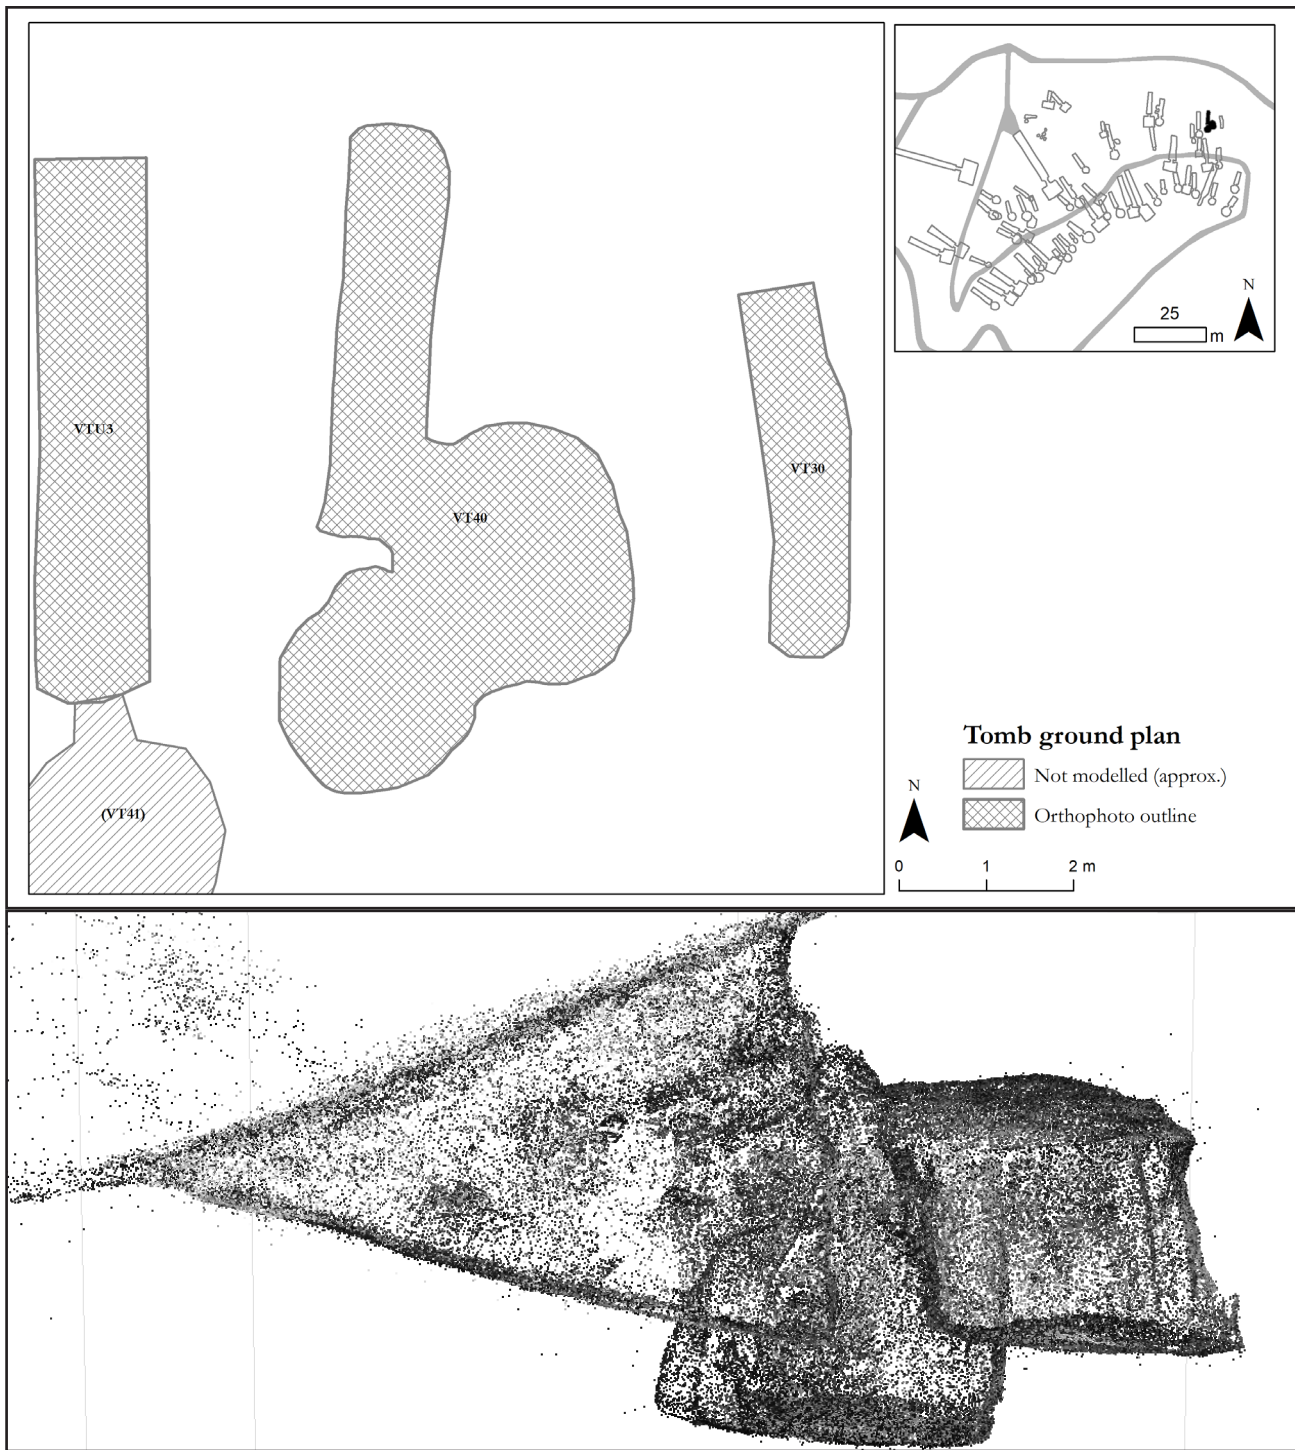 VTU3
VT40
VT30
(VT41)
N
25
m
Tomb ground plan
Not modelled (approx.)
Orthophoto outline
N
0 1 2 m